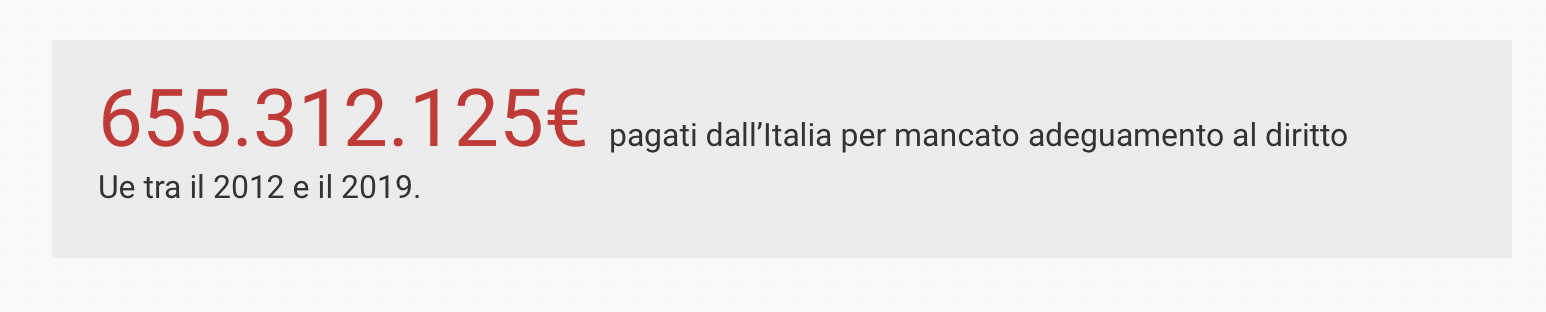 655.312.125€ pagati dall’Italia per mancato adeguamento al diritto
Ue tra il 2012 e il 2019.